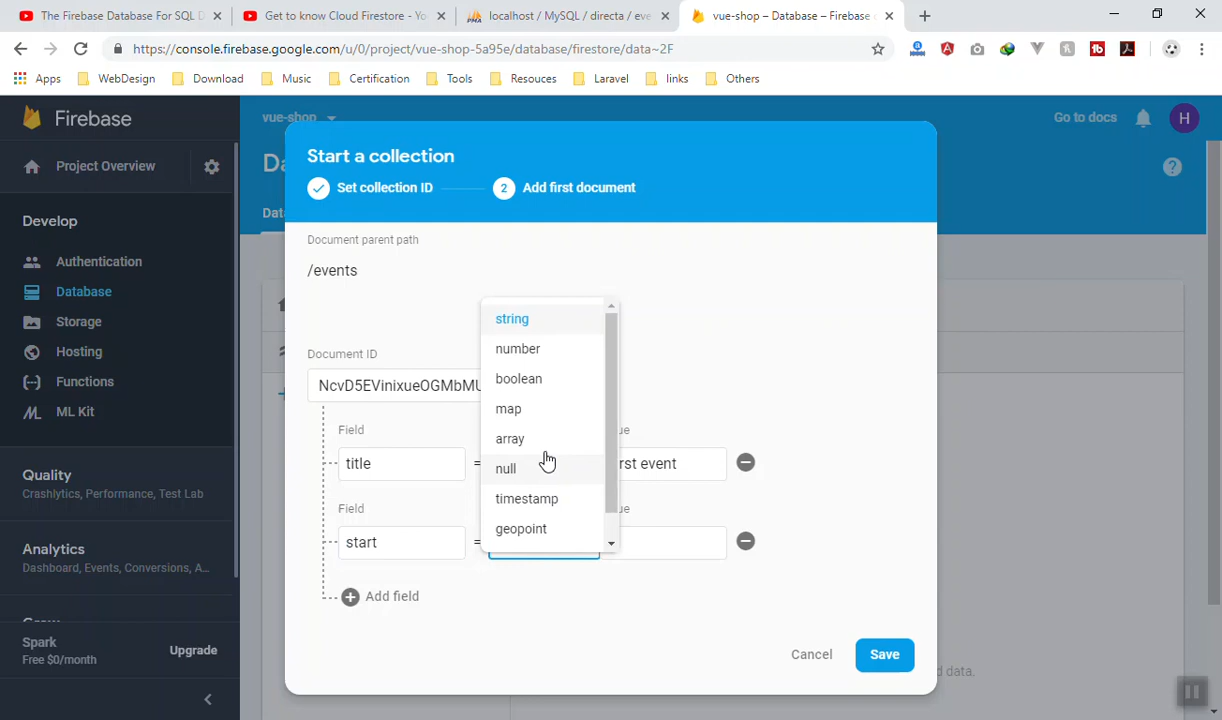 The Firebase Database For SQL D
Get to know Cloud Firestore - Yo
localhost / MySQL / directa / eve
vue-shop – Database – Firebase c
https://console.firebase.google.com/u/0/project/vue-shop-5a95e/database/firestore/data~2F
Apps
WebDesign
Download
Music
Certification
Tools
Resouces
Laravel
links
Others
Firebase
Project Overview
Develop
Authentication
Database
Storage
Hosting
Functions
ML Kit
Quality
Crashlytics, Performance, Test Lab
Analytics
Dashboard, Events, Conversions, A...
Spark
Free $0/month
Upgrade
vue-shop
Go to docs
H
Start a collection
Set collection ID
2 Add first document
Document parent path
/events
Document ID
NcvD5EVinixueOGMbMU
Field
title
=
rst event
Field
start
=
Add field
string
number
boolean
map
array
null
timestamp
geopoint
Cancel
Save
d data.